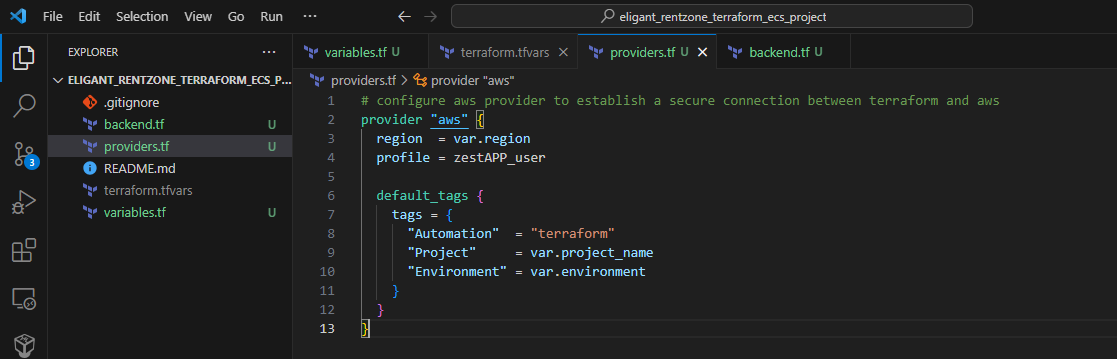 File Edit Selection View Go Run ... eligant_rentzone_terraform_ecs_project
EXPLORER ...
variables.tf U terraform.tfvars providers.tf U backend.tf U
ELIGANT_RENTZONE_TERRAFORM_ECS_P...
.gitignore
backend.tf U
providers.tf U
README.md
terraform.tfvars
variables.tf U
3
providers.tf > provider "aws"
1 # configure aws provider to establish a secure connection between terraform and aws
2 provider "aws" {
3 region = var.region
4 profile = zestAPP_user
5
6 default_tags {
7 tags = {
8 "Automation" = "terraform"
9 "Project" = var.project_name
10 "Environment" = var.environment
11 }
12 }
13 }